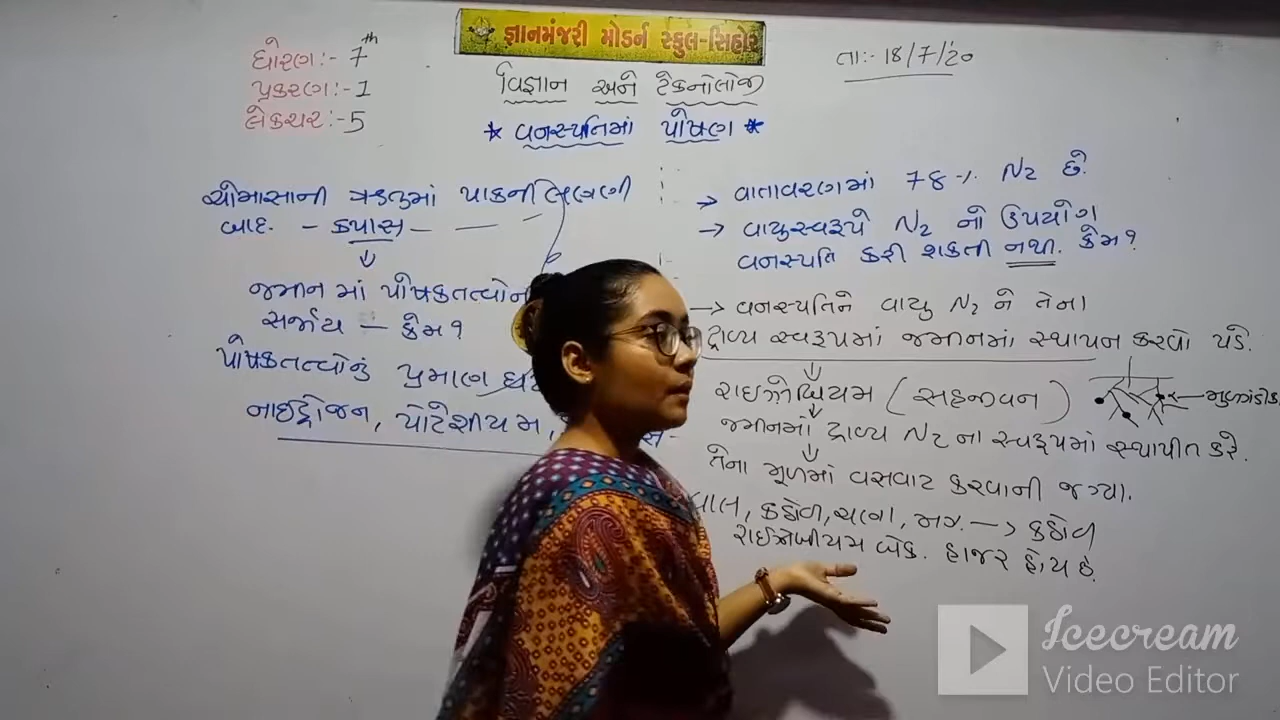 જ્ઞાનમંજરી મોડર્ન સ્કુલ-સિહોર
ધોરણ:- 7th
પ્રકરણ:- 1
લેકચર:- 5
તા:- 18/7/20
વિજ્ઞાન અને ટેકનોલોજી
* વનસ્પતિમાં પોષણ *
ચોમાસાની ઋતુમાં પાકની લણણી
બાદ - કપાસ -
↓
જમીન માં પોષકતત્વોન
સર્જાય - કેમ ?
પોષકતત્વોનું પ્રમાણ
નાઈટ્રોજન, પોટેશીયમ,
→ વાતાવરણમાં 78% N2 છે.
→ વાયુસ્વરૂપે N2 નો ઉપયોગ
વનસ્પતિ કરી શકતી નથી. કેમ ?
→ વનસ્પતિને વાયુ N2 ને તેના
દ્રાવ્ય સ્વરૂપમાં જમીનમાં સ્થાપન કરવો પડે.
↓
રાઈઝોબિયમ (સહજીવન)
મુળગંડીકા
↓
જમીનમાં દ્રાવ્ય N2 ના સ્વરૂપમાં સ્થાપીત કરે.
↓
તેના મૂળમાં વસવાટ કરવાની જગ્યા.
વાલ, કઠોળ, ચણા, મગ. → કઠોળ
રાઈઝોબીયમ બેક. હાજર હોય છે.
Icecream
Video Editor